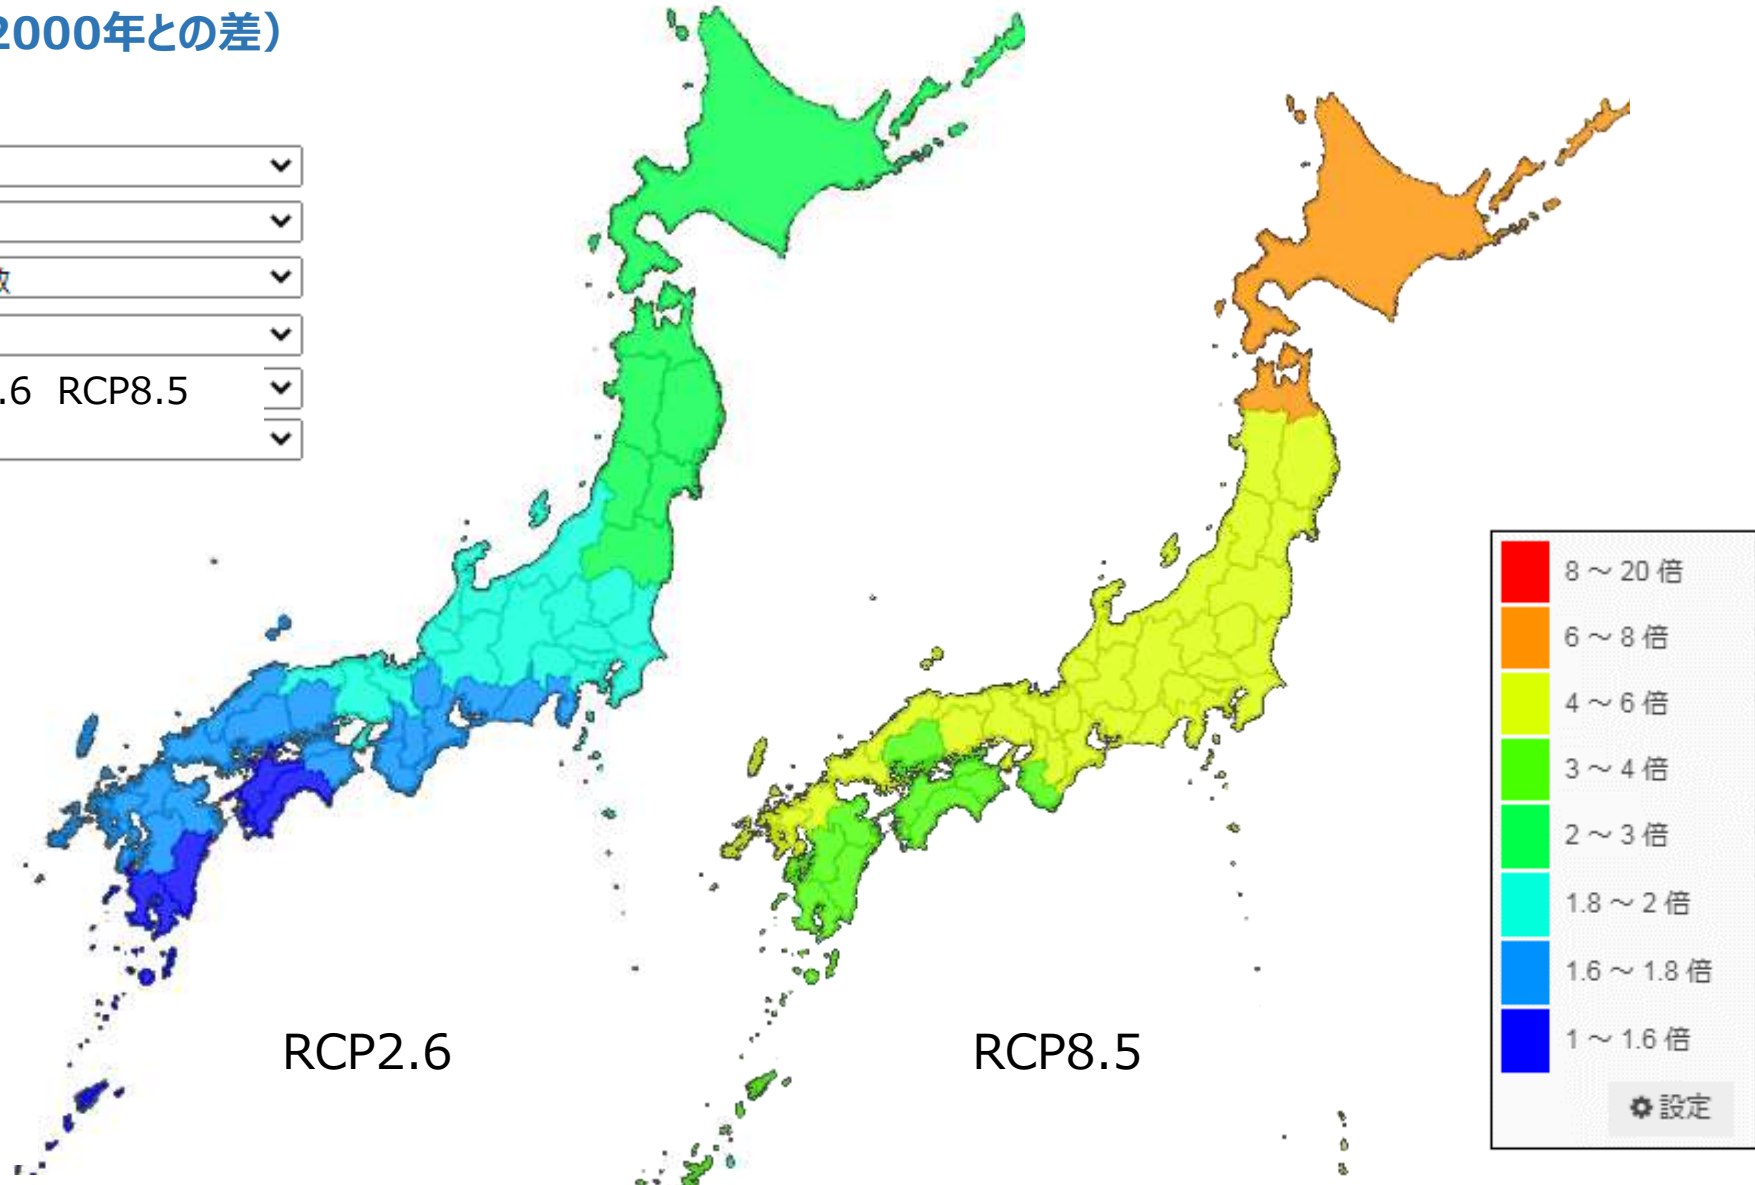 2000年との差）
数
.6 RCP8.5
8～20 倍
6～8 倍
4～6 倍
3～4 倍
2～3 倍
1.8～2 倍
1.6～1.8 倍
1～1.6 倍
設定
RCP2.6
RCP8.5